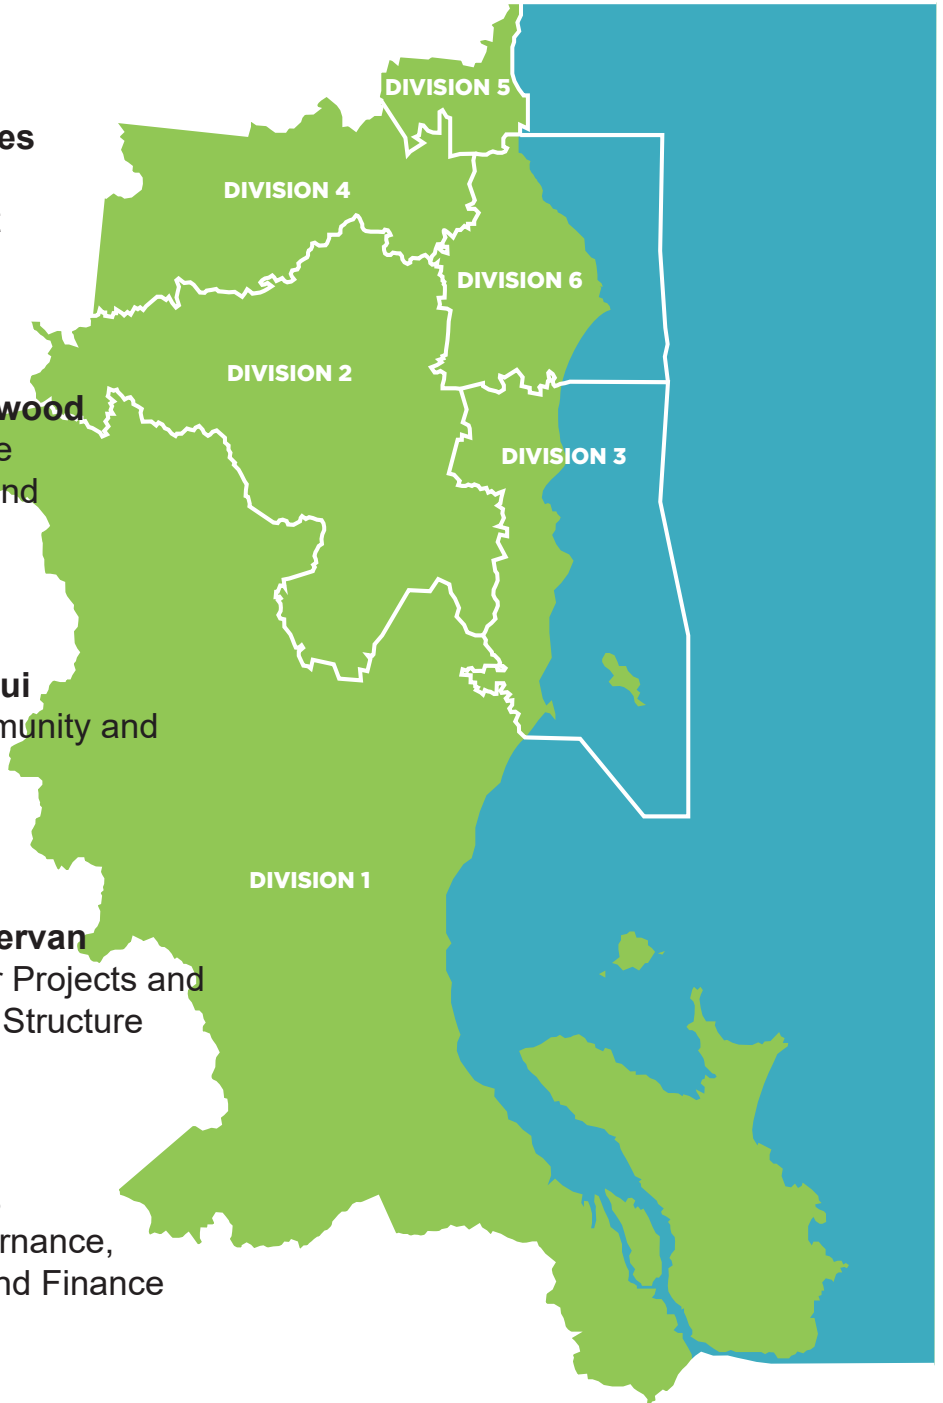 DIVISION 5
es
DIVISION 4
DIVISION 6
DIVISION 2
wood
e
nd
DIVISION 3
ui
munity and
DIVISION 1
ervan
r Projects and
Structure
rnance,
nd Finance